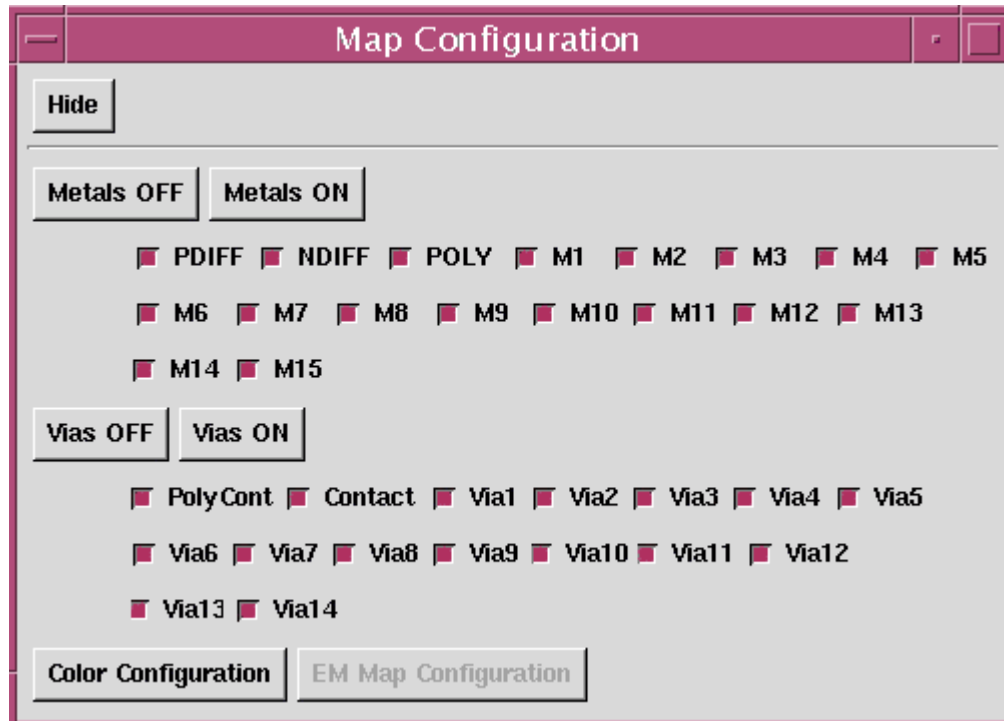 Map Configuration
Hide
Metals OFF Metals ON
PDIFF NDIFF POLY M1 M2 M3 M4 M5
M6 M7 M8 M9 M10 M11 M12 M13
M14 M15
Vias OFF Vias ON
PolyCont Contact Via1 Via2 Via3 Via4 Via5
Via6 Via7 Via8 Via9 Via10 Via11 Via12
Via13 Via14
Color Configuration EM Map Configuration